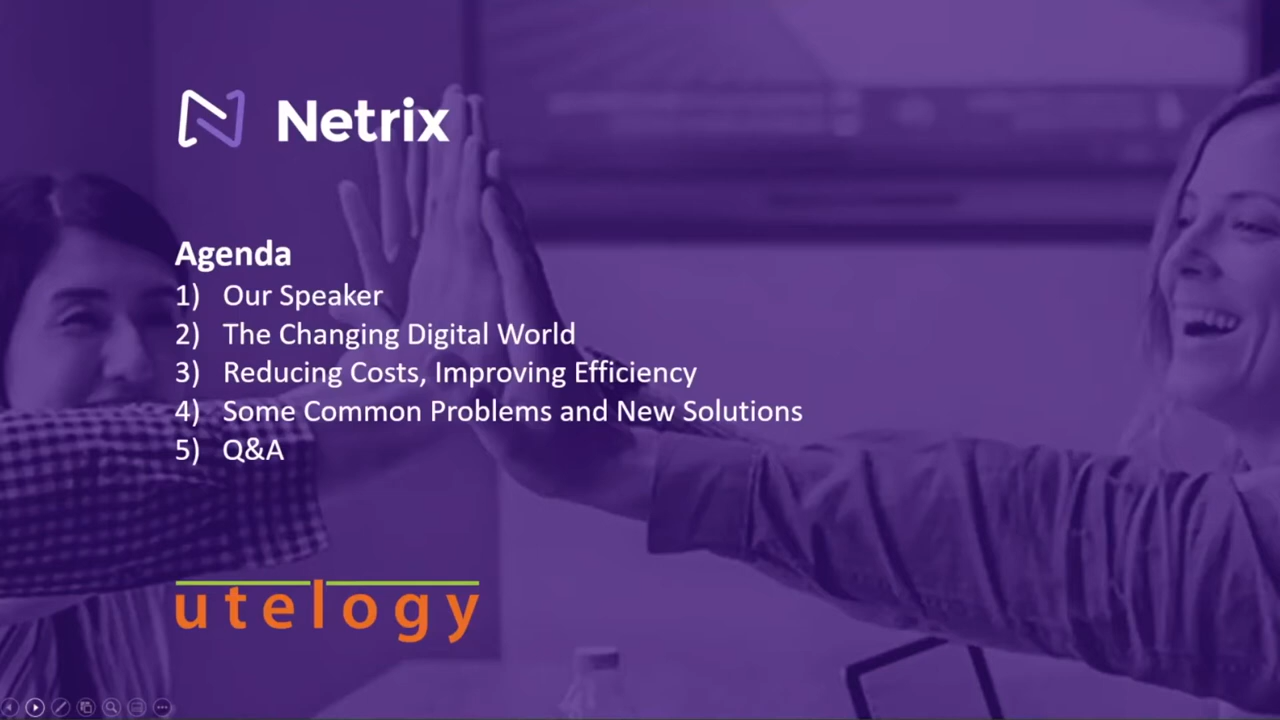 Netrix
Agenda
1) Our Speaker
2) The Changing Digital World
3) Reducing Costs, Improving Efficiency
4) Some Common Problems and New Solutions
5) Q&A
utelogy